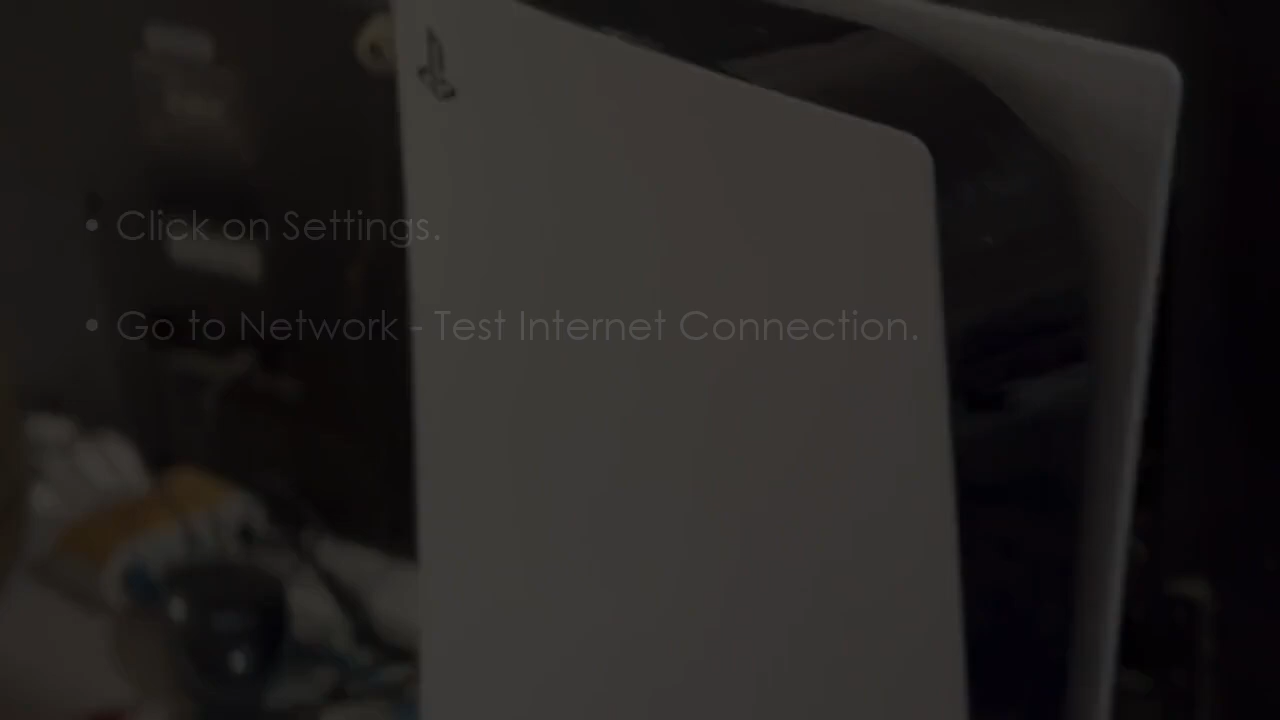 • Click on Settings.
• Go to Network - Test Internet Connection.